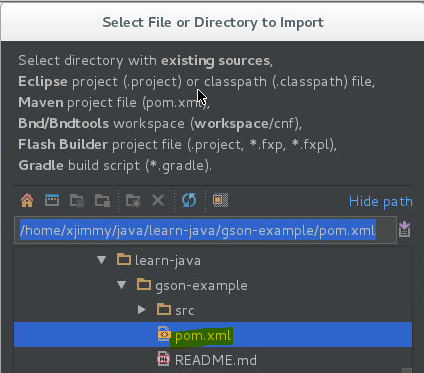 Select File or Directory to Import
Select directory with existing sources,
Eclipse project (.project) or classpath (.classpath) file,
Maven project file (pom.xml),
Bnd/Bndtools workspace (workspace/cnf),
Flash Builder project file (.project, *.fxp, *.fxpl),
Gradle build script (*.gradle).
Hide path
/home/xjimmy/java/learn-java/gson-example/pom.xml
learn-java
gson-example
src
pom.xml
README.md